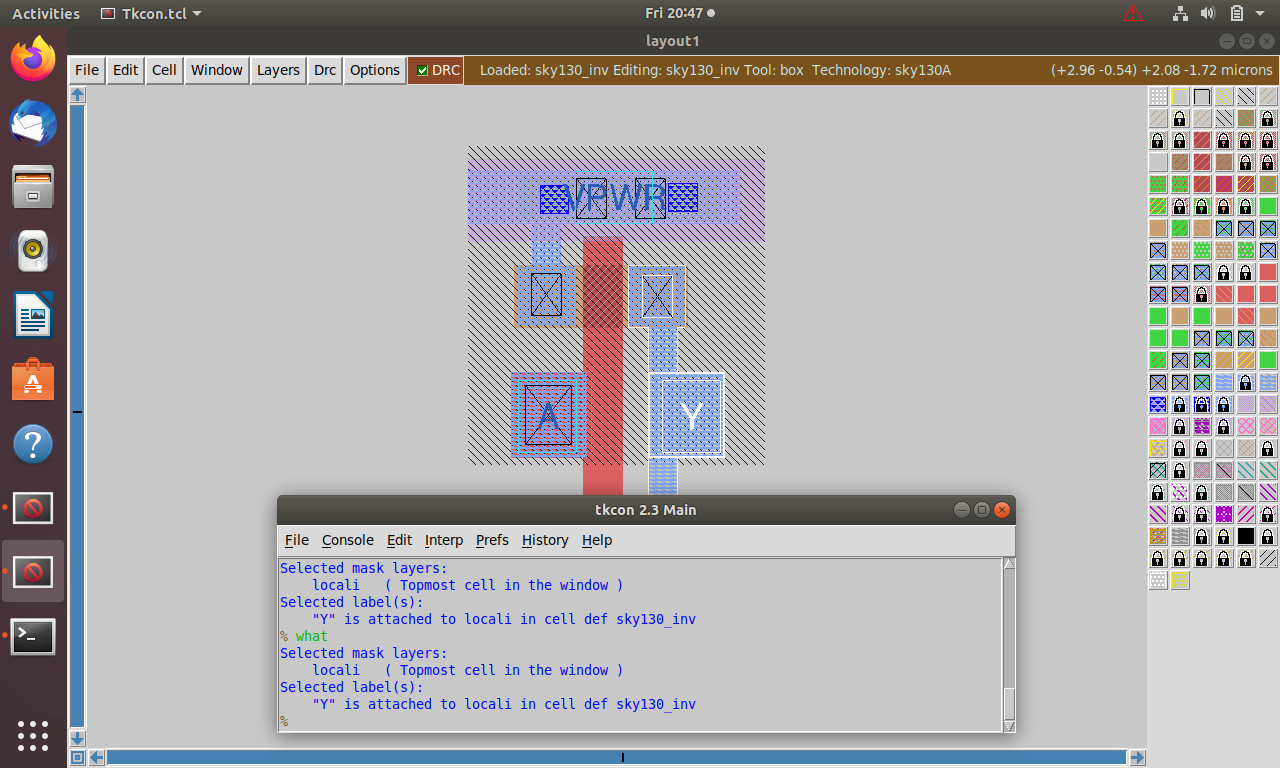 Activities Tkcon.tcl Fri 20:47
layout1
File Edit Cell Window Layers Drc Options DRC Loaded: sky130_inv Editing: sky130_inv Tool: box Technology: sky130A (+2.96 -0.54) +2.08 -1.72 microns
VPWR
A Y
tkcon 2.3 Main
File Console Edit Interp Prefs History Help
Selected mask layers:
locali ( Topmost cell in the window )
Selected label(s):
"Y" is attached to locali in cell def sky130_inv
% what
Selected mask layers:
locali ( Topmost cell in the window )
Selected label(s):
"Y" is attached to locali in cell def sky130_inv
%